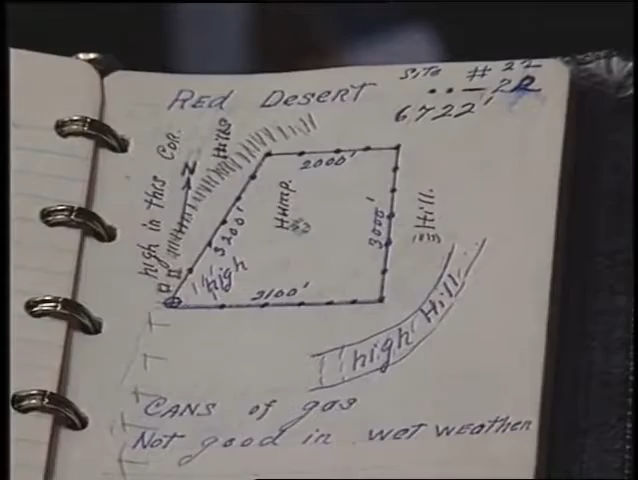 Site # 22
RED DESERT
6722'
high in this COR.
N
Hills
2000'
Hump.
3200'
3000'
Hill.
high
3100'
high Hill.
CANS of gas
Not good in wet weather